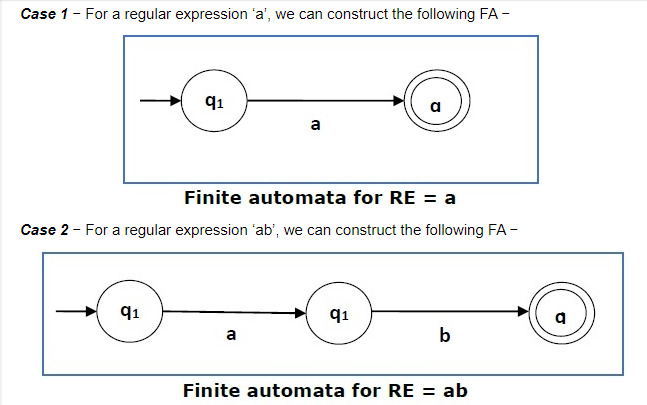 Case 1 − For a regular expression ‘a’, we can construct the following FA −
q1
a
a
Finite automata for RE = a
Case 2 − For a regular expression ‘ab’, we can construct the following FA −
q1
q1
q
a
b
Finite automata for RE = ab